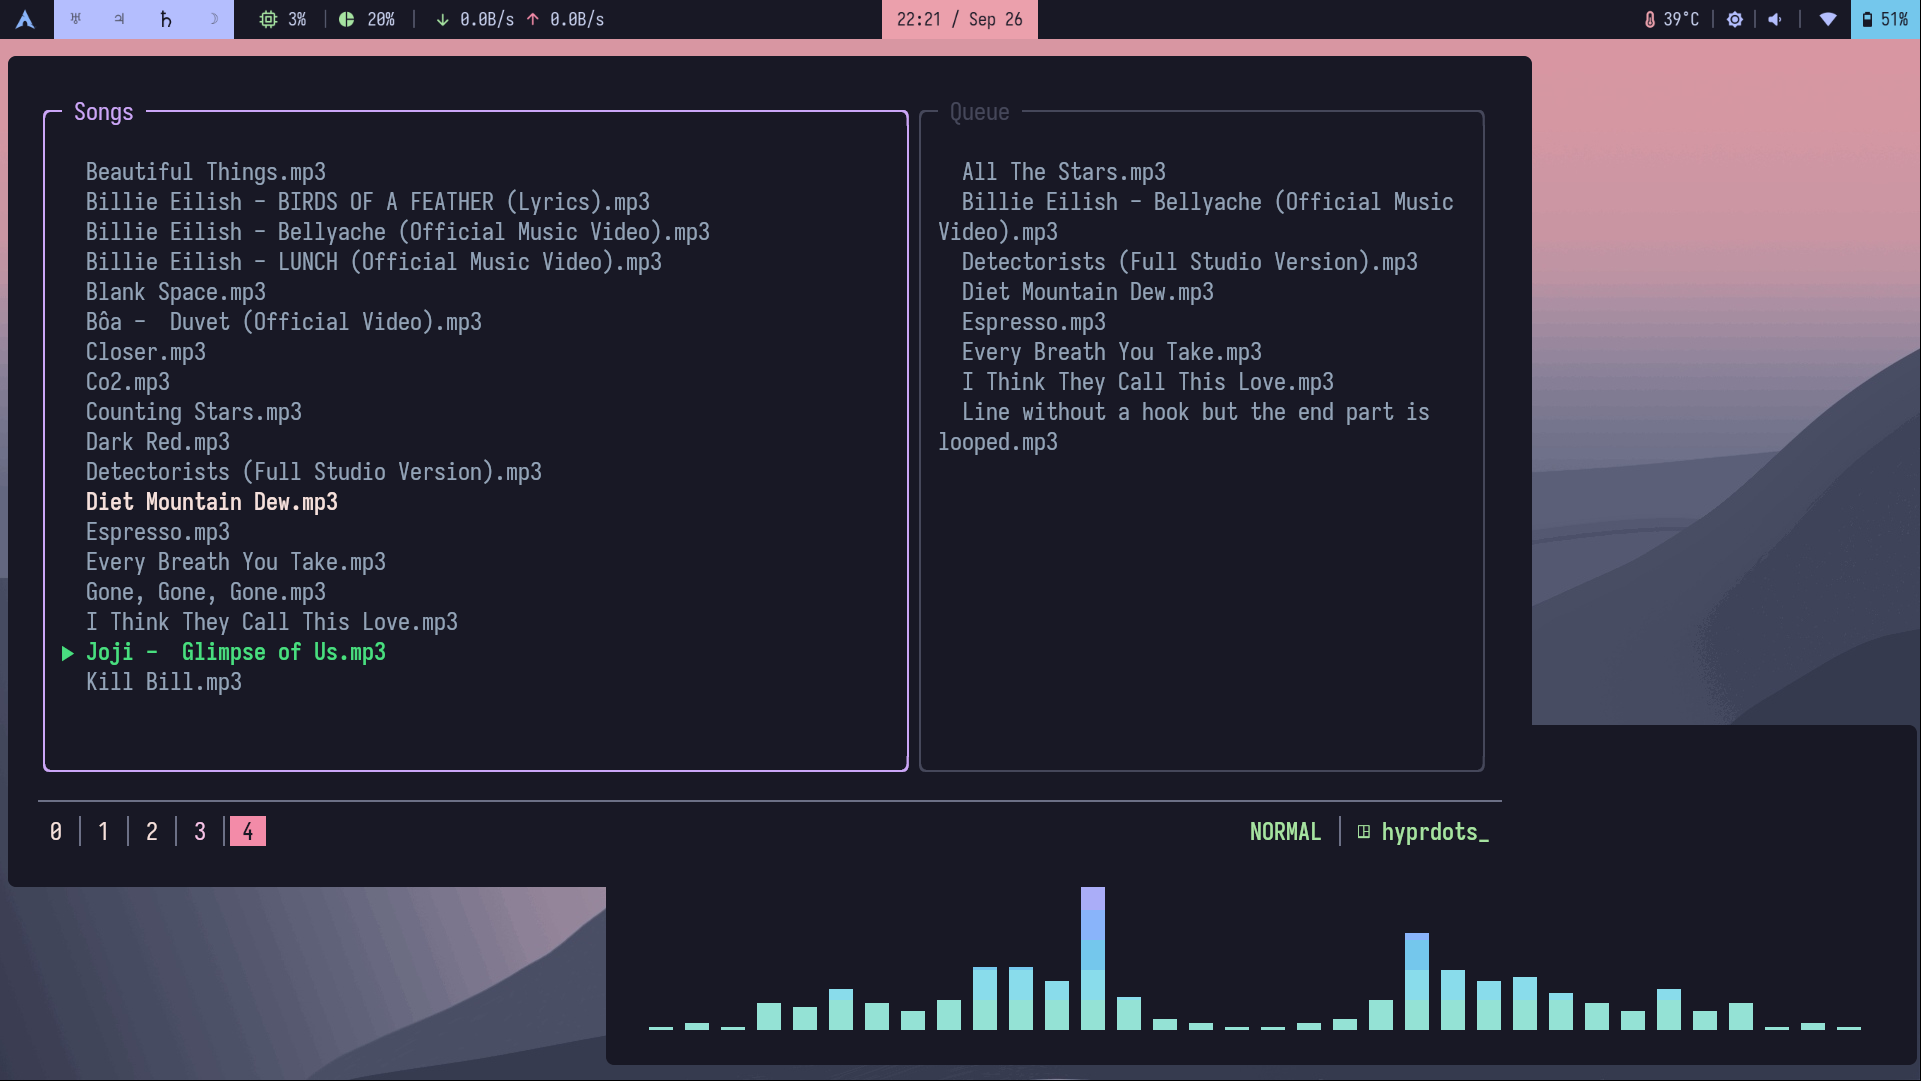 ♅ ♃ ♄ ☽ 3% | 20% | ↓ 0.0B/s ↑ 0.0B/s
22:21 / Sep 26
39°C | | | 51%
Songs
Beautiful Things.mp3
Billie Eilish - BIRDS OF A FEATHER (Lyrics).mp3
Billie Eilish - Bellyache (Official Music Video).mp3
Billie Eilish - LUNCH (Official Music Video).mp3
Blank Space.mp3
Bôa -  Duvet (Official Video).mp3
Closer.mp3
Co2.mp3
Counting Stars.mp3
Dark Red.mp3
Detectorists (Full Studio Version).mp3
Diet Mountain Dew.mp3
Espresso.mp3
Every Breath You Take.mp3
Gone, Gone, Gone.mp3
I Think They Call This Love.mp3
▶ Joji -  Glimpse of Us.mp3
Kill Bill.mp3
Queue
All The Stars.mp3
Billie Eilish - Bellyache (Official Music
Video).mp3
Detectorists (Full Studio Version).mp3
Diet Mountain Dew.mp3
Espresso.mp3
Every Breath You Take.mp3
I Think They Call This Love.mp3
Line without a hook but the end part is
looped.mp3
0 | 1 | 2 | 3 | 4
NORMAL | hyprdots_